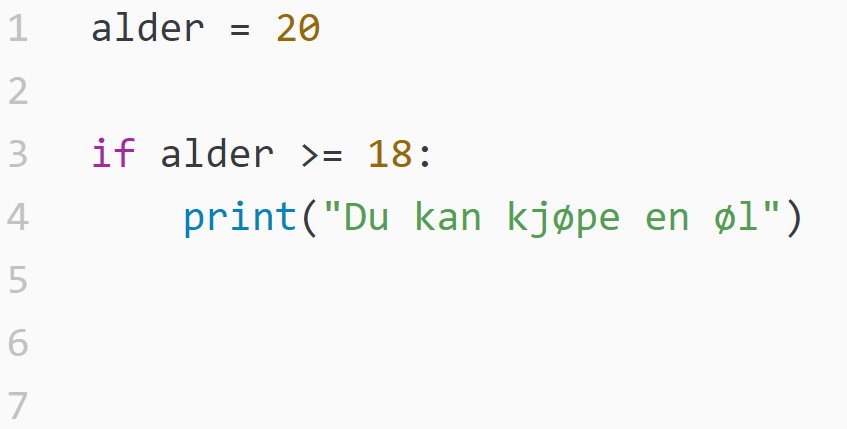 1 alder = 20
2
3 if alder >= 18:
4     print("Du kan kjøpe en øl")
5
6
7